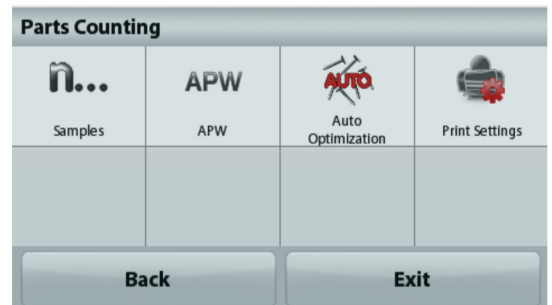 Parts Counting
n...
APW
AUTO
Samples
APW
Auto
Optimization
Print Settings
Back
Exit